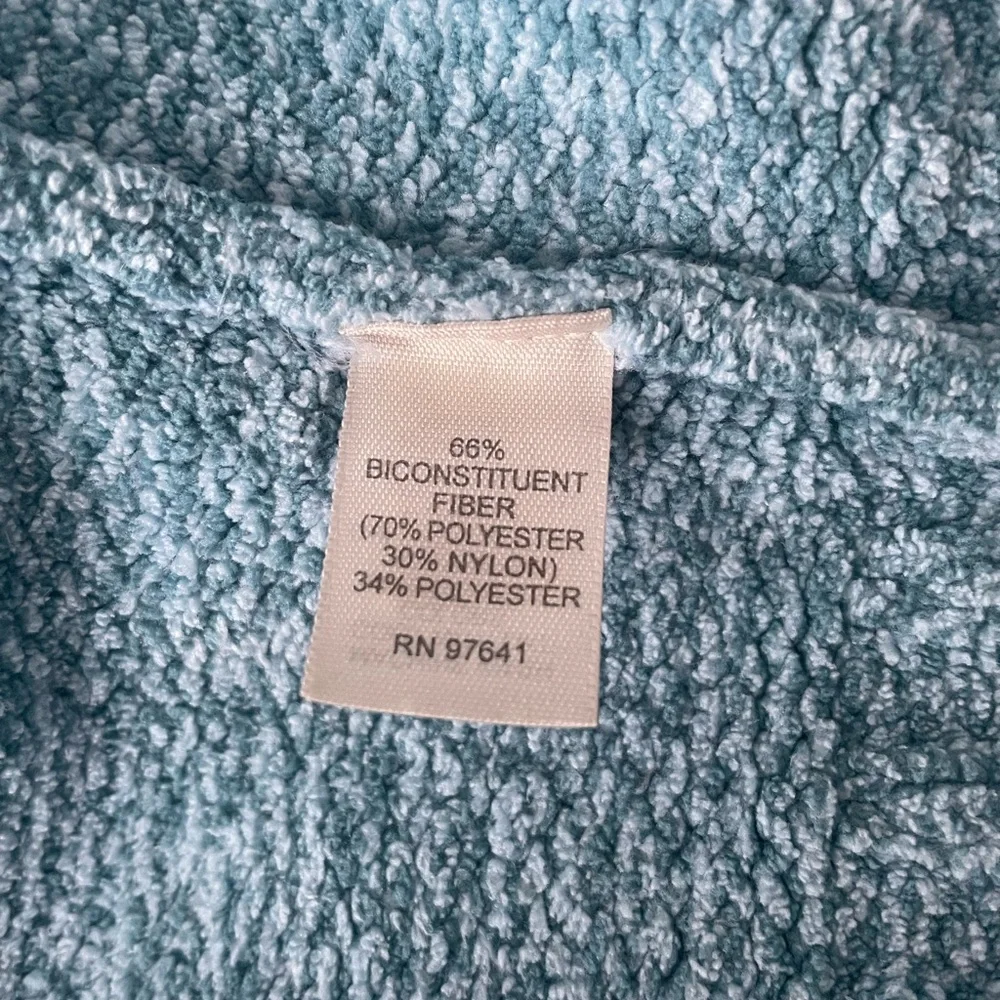 66%
BICONSTITUENT
FIBER
(70% POLYESTER
30% NYLON)
34% POLYESTER
RN 97641